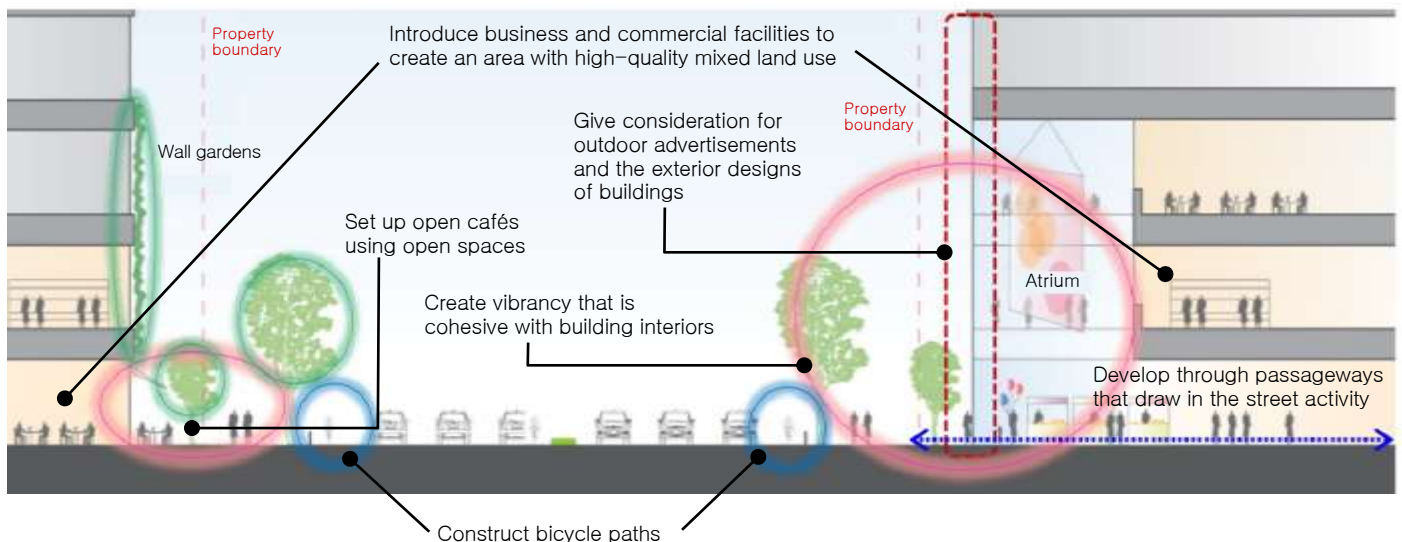 Property
boundary
Introduce business and commercial facilities to
create an area with high-quality mixed land use
Property
boundary
Give consideration for
outdoor advertisements
and the exterior designs
of buildings
Wall gardens
Set up open cafés
using open spaces
Create vibrancy that is
cohesive with building interiors
Atrium
Develop through passageways
that draw in the street activity
Construct bicycle paths